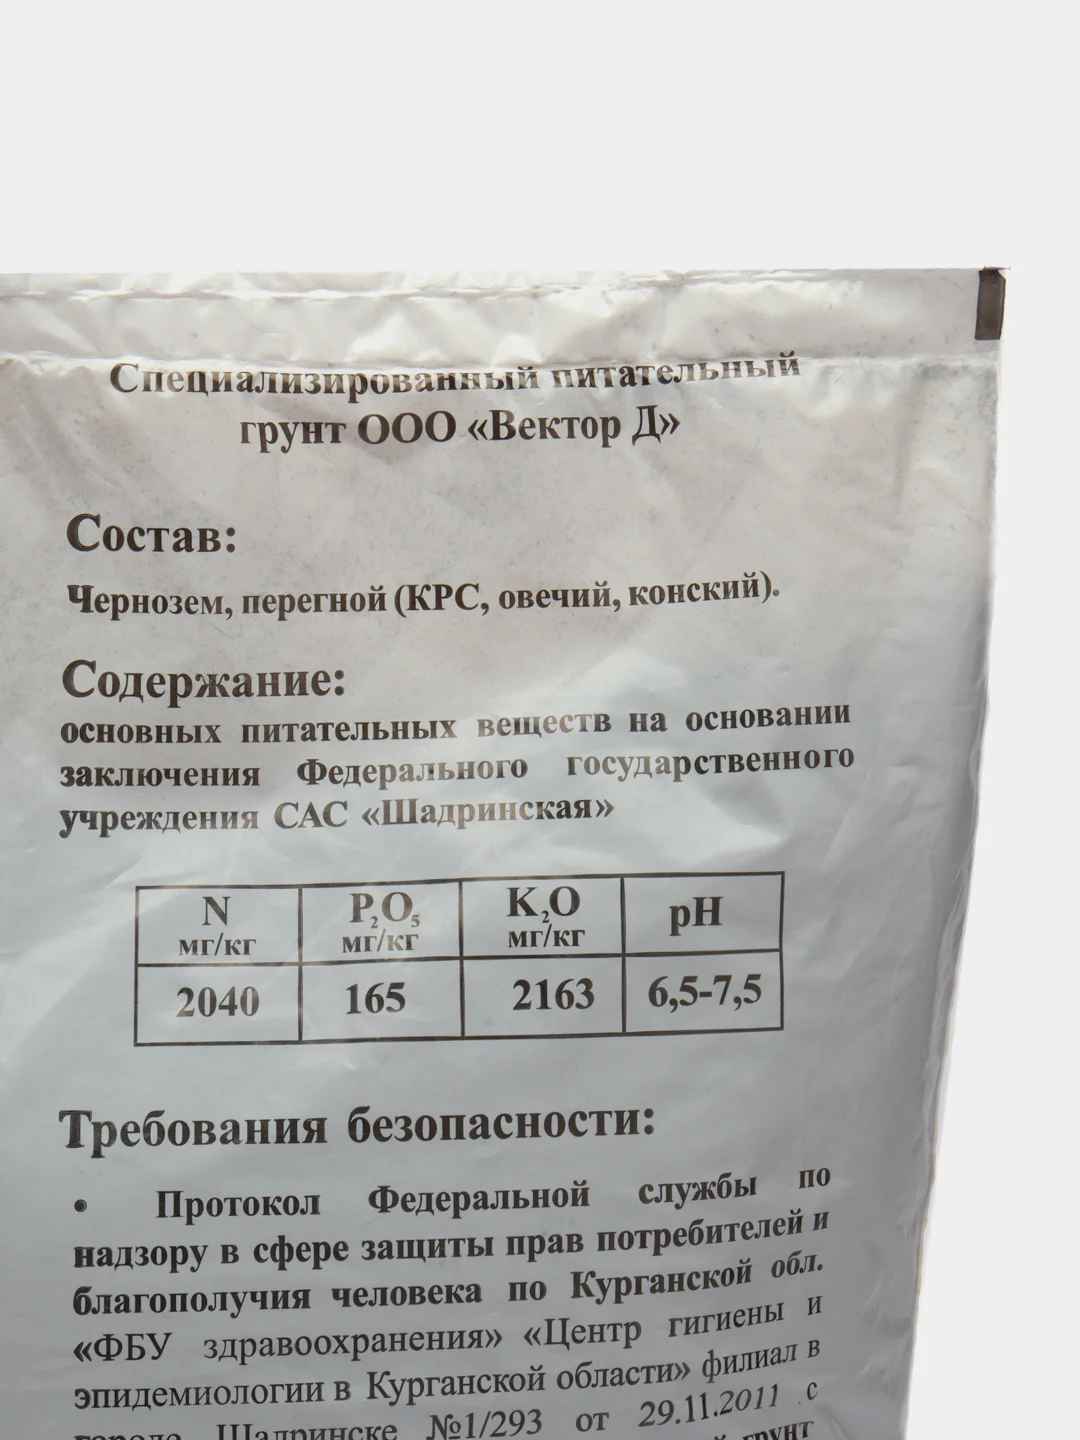 Специализированный питательный
грунт ООО «Вектор Д»
Состав:
Чернозем, перегной (КРС, овечий, конский).
Содержание:
основных питательных веществ на основании
заключения Федерального государственного
учреждения САС «Шадринская»
N P₂O₅ K₂O pH
мг/кг мг/кг мг/кг
2040 165 2163 6,5-7,5
Требования безопасности:
• Протокол Федеральной службы по
надзору в сфере защиты прав потребителей и
благополучия человека по Курганской обл.
«ФБУ здравоохранения» «Центр гигиены и
эпидемиологии в Курганской области» филиал в
городе Шадринске №1/293 от 29.11.2011 с
грунт